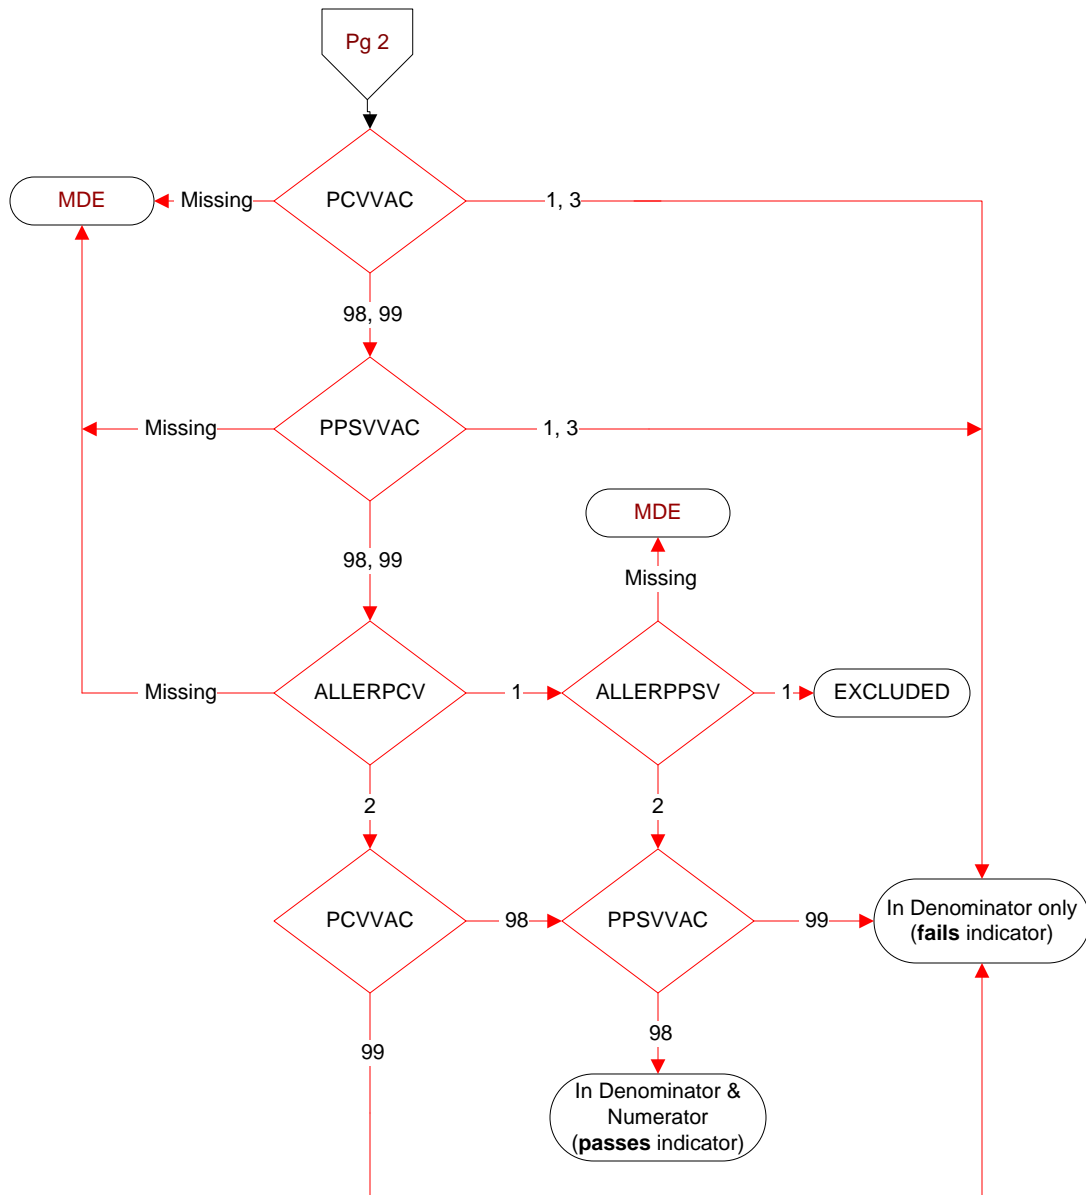 Pg 2
MDE
Missing
PCVVAC
1, 3
98, 99
Missing
PPSVVAC
1, 3
MDE
98, 99
Missing
Missing
ALLERPCV
1
ALLERPPSV
1
EXCLUDED
2
2
PCVVAC
98
PPSVVAC
99
In Denominator only
(fails indicator)
99
98
In Denominator &
Numerator
(passes indicator)